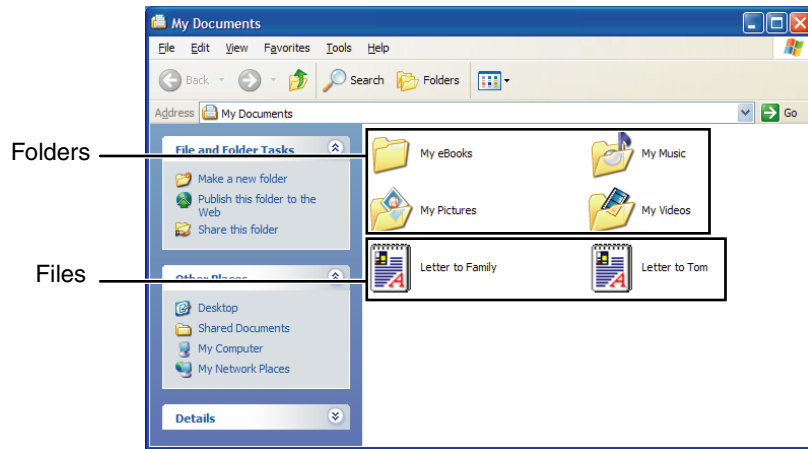 My Documents
File Edit View Favorites Tools Help
Back Search Folders
Address My Documents Go
Folders
File and Folder Tasks
Make a new folder
Publish this folder to the
Web
Share this folder
My eBooks My Music
My Pictures My Videos
Files
Other Places
Desktop
Shared Documents
My Computer
My Network Places
Letter to Family Letter to Tom
Details